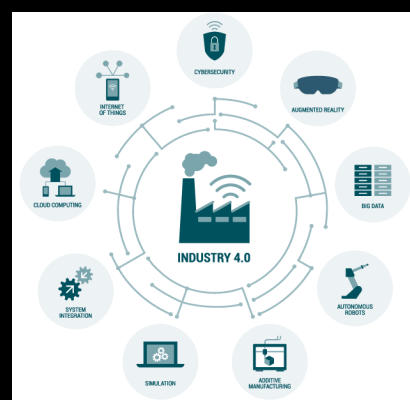 CYBERSECURITY
INTERNET
OF THINGS
AUGMENTED REALITY
CLOUD COMPUTING
BIG DATA
INDUSTRY 4.0
SYSTEM
INTEGRATION
AUTONOMOUS
ROBOTS
SIMULATION
ADDITIVE
MANUFACTURING